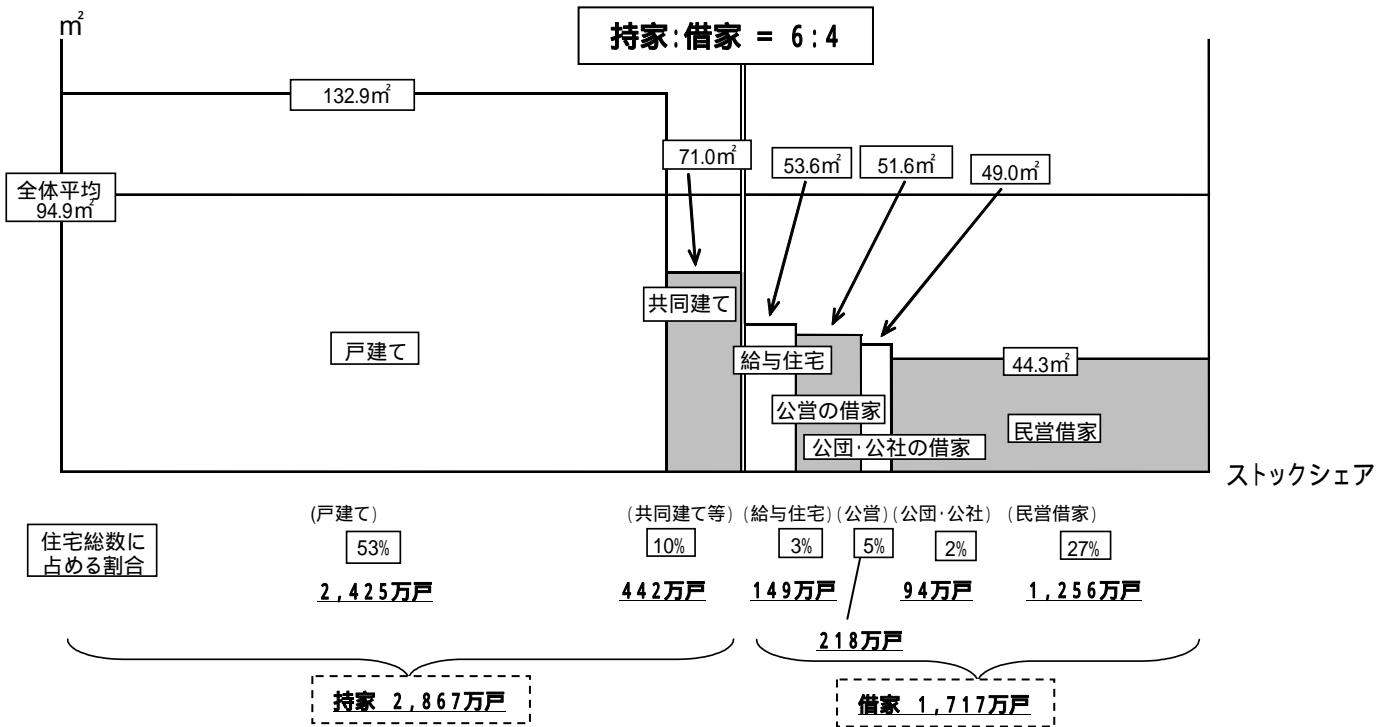 ㎡
持家:借家 = 6:4
132.9㎡
71.0㎡
53.6㎡
51.6㎡
49.0㎡
全体平均
94.9㎡
共同建て
戸建て
給与住宅
44.3㎡
公営の借家
民営借家
公団・公社の借家
ストックシェア
(戸建て)
(共同建て等)
(給与住宅)
(公営)
(公団・公社)
(民営借家)
住宅総数に
占める割合
53%
10%
3%
5%
2%
27%
2,425万戸
442万戸
149万戸
94万戸
1,256万戸
218万戸
持家 2,867万戸
借家 1,717万戸